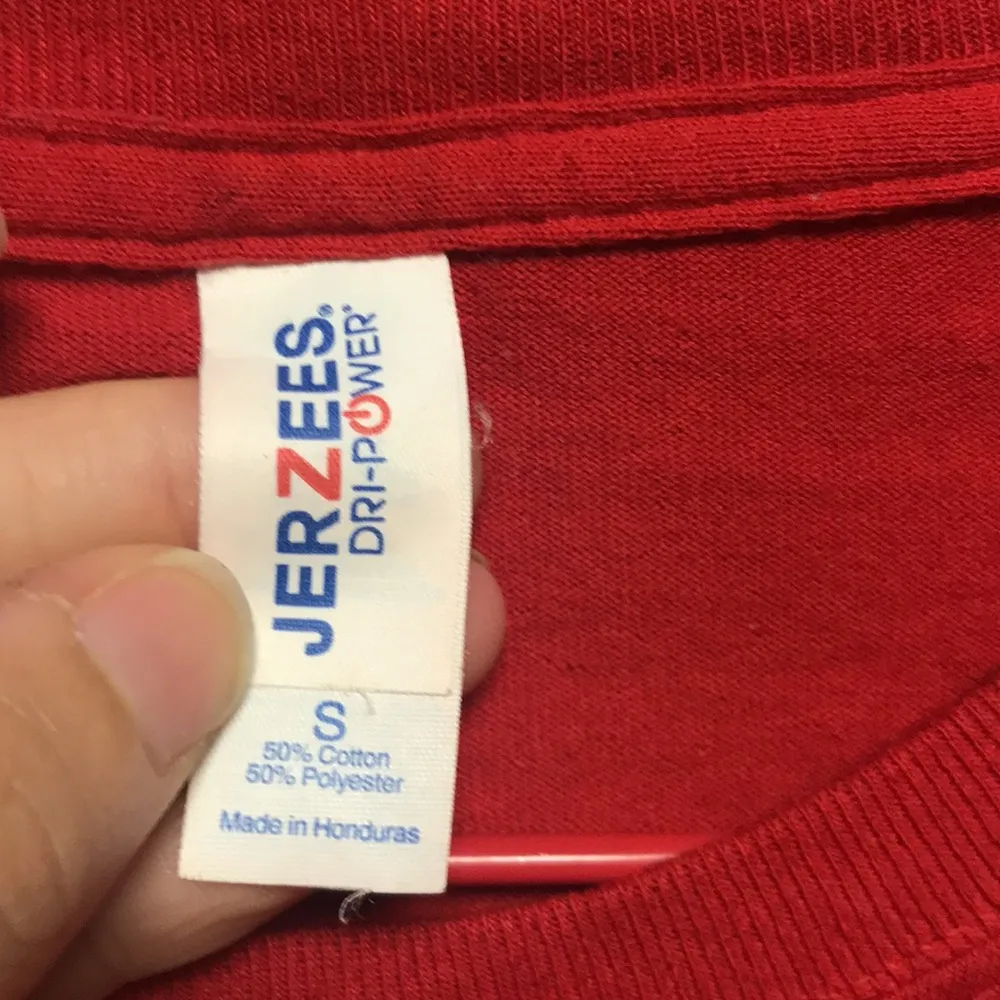 JERZEES®
DRI-POWER®
S
50% Cotton
50% Polyester
Made in Honduras